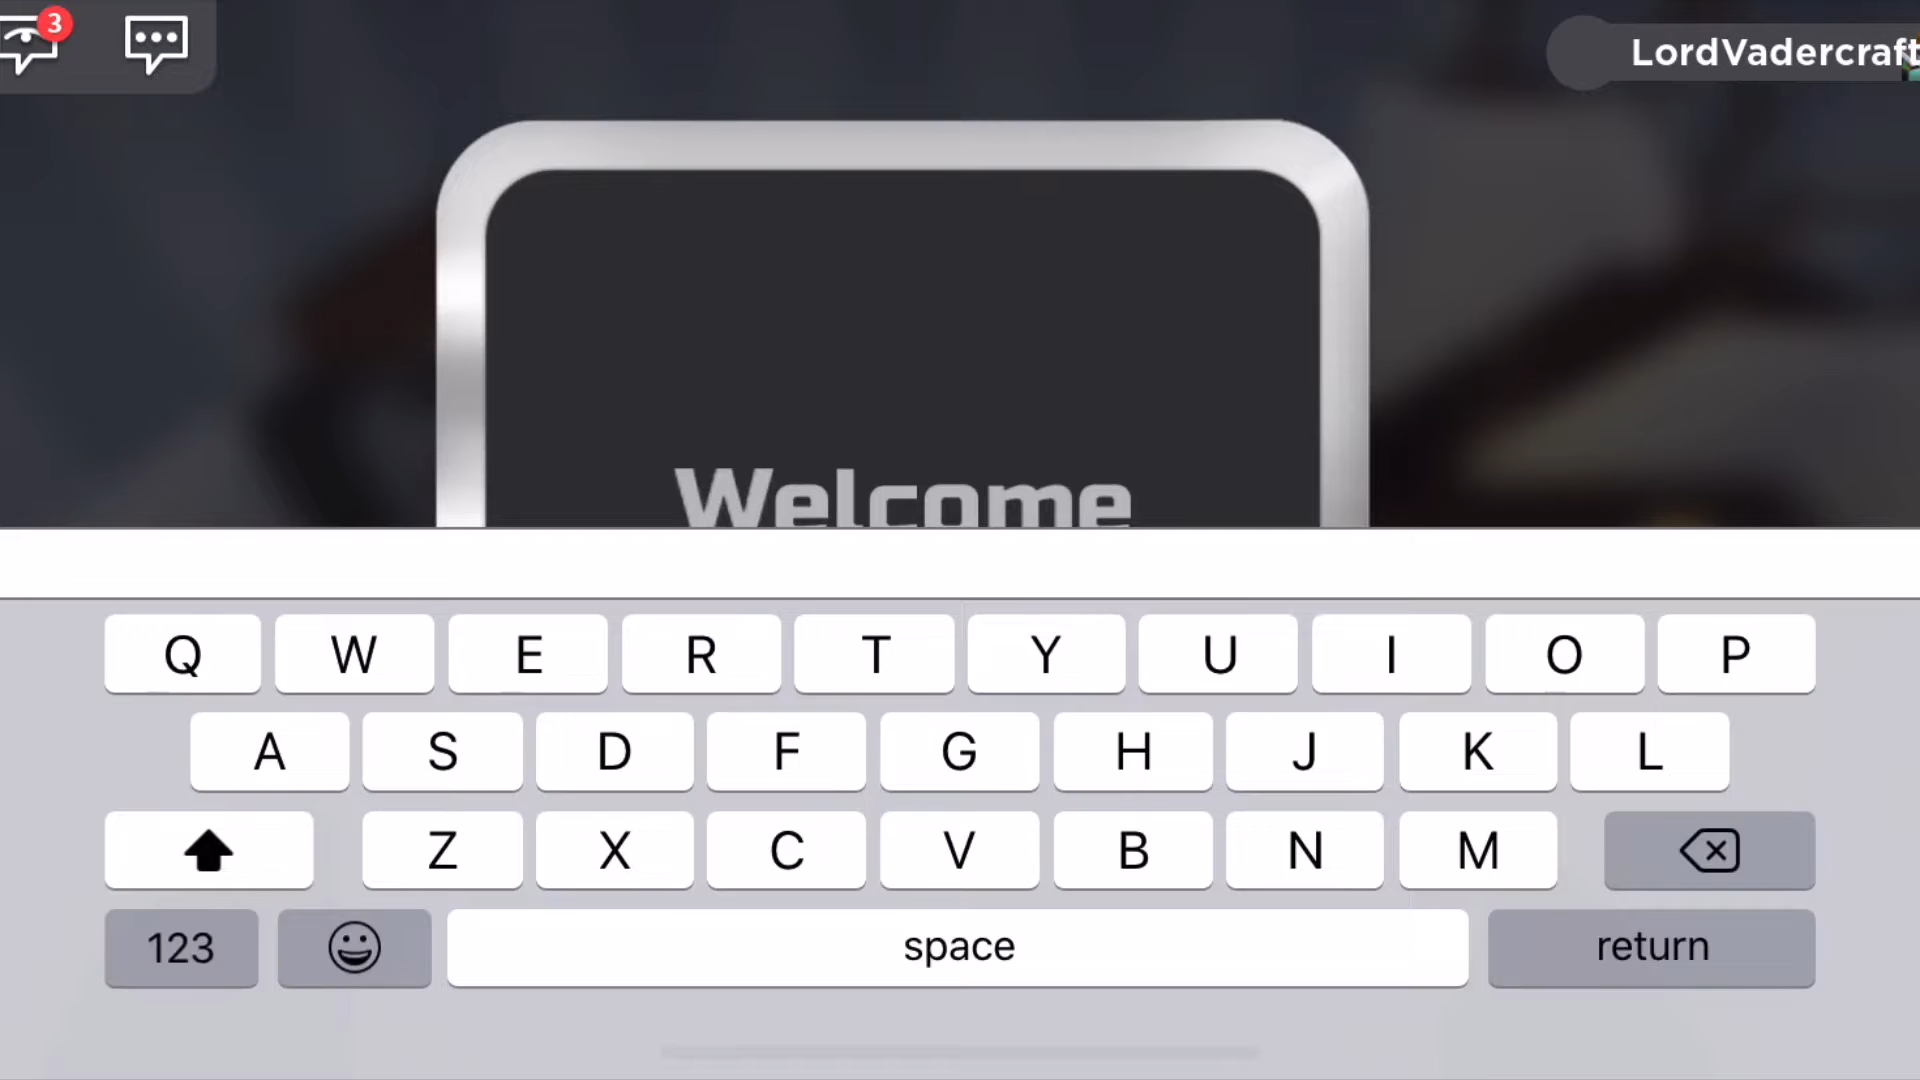 3
LordVadercraft
Welcome
Q W E R T Y U I O P
A S D F G H J K L
Z X C V B N M
123 space return